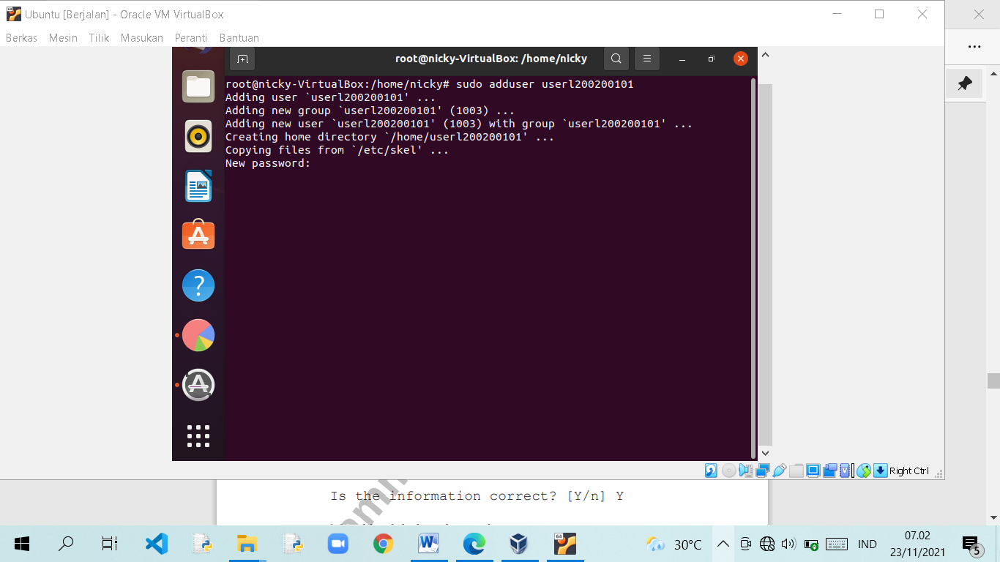 Ubuntu [Berjalan] - Oracle VM VirtualBox
Berkas Mesin Tilik Masukan Peranti Bantuan
root@nicky-VirtualBox: /home/nicky
root@nicky-VirtualBox:/home/nicky# sudo adduser userl200200101
Adding user `userl200200101' ...
Adding new group `userl200200101' (1003) ...
Adding new user `userl200200101' (1003) with group `userl200200101' ...
Creating home directory `/home/userl200200101' ...
Copying files from `/etc/skel' ...
New password:
Right Ctrl
Is the information correct? [Y/n] Y
64
30°C
IND
07.02
23/11/2021
5